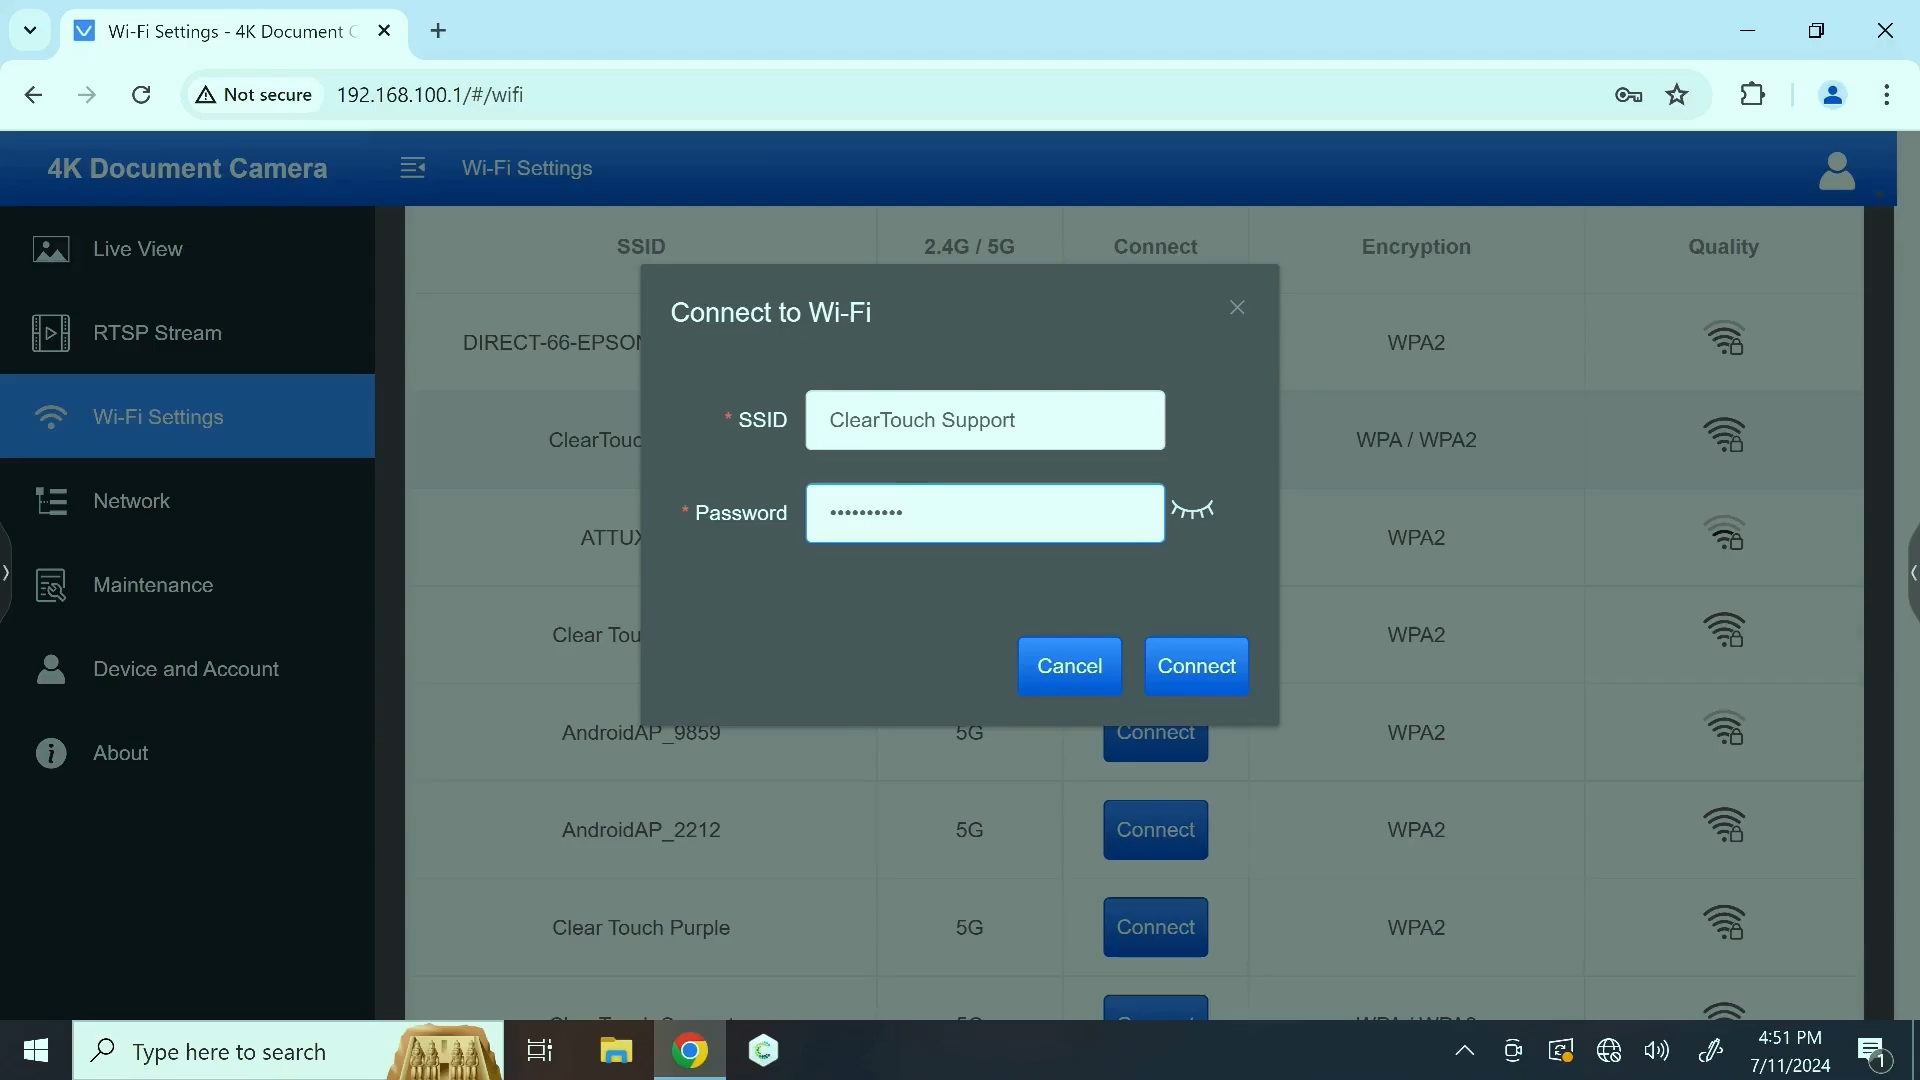 Wi-Fi Settings - 4K Document C
Not secure
192.168.100.1/#/wifi
4K Document Camera
Wi-Fi Settings
Live View
RTSP Stream
Wi-Fi Settings
Network
Maintenance
Device and Account
About
SSID 2.4G / 5G Connect Encryption Quality
DIRECT-66-EPSON WPA2
ClearTouc WPA / WPA2
ATTUX WPA2
Clear Tou WPA2
AndroidAP_9859 5G Connect WPA2
AndroidAP_2212 5G Connect WPA2
Clear Touch Purple 5G Connect WPA2
Connect to Wi-Fi
* SSID ClearTouch Support
* Password ••••••••••
Cancel Connect
Type here to search
4:51 PM
7/11/2024
1